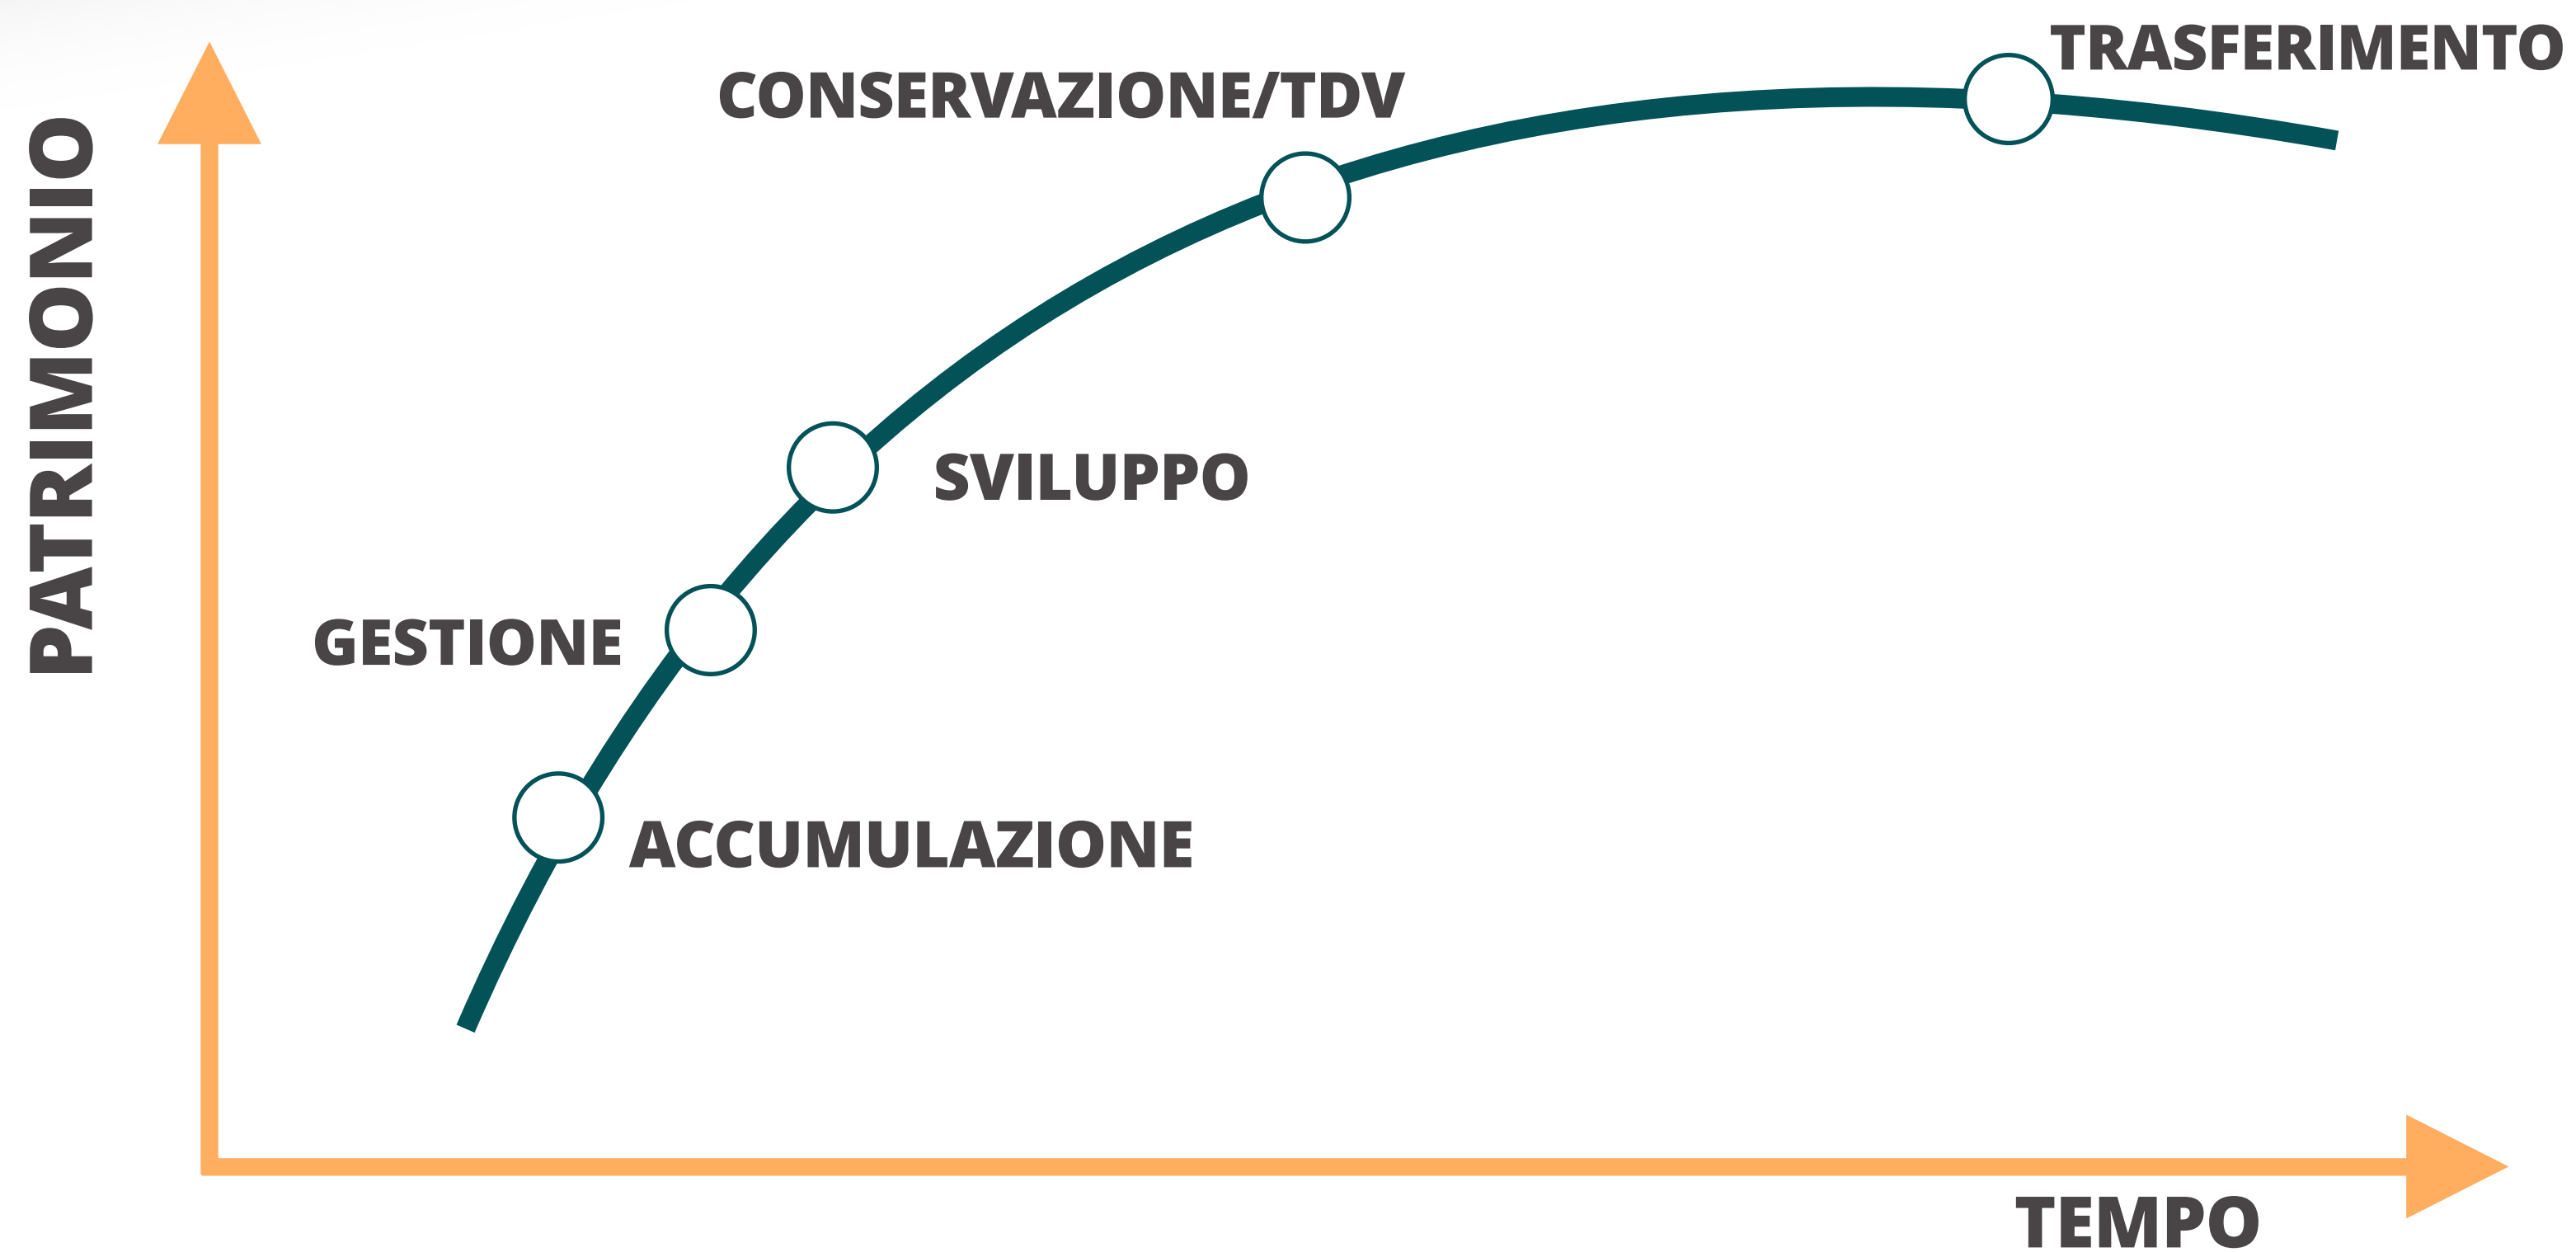 TRASFERIMENTO
CONSERVAZIONE/TDV
PATRIMONIO
SVILUPPO
GESTIONE
ACCUMULAZIONE
TEMPO